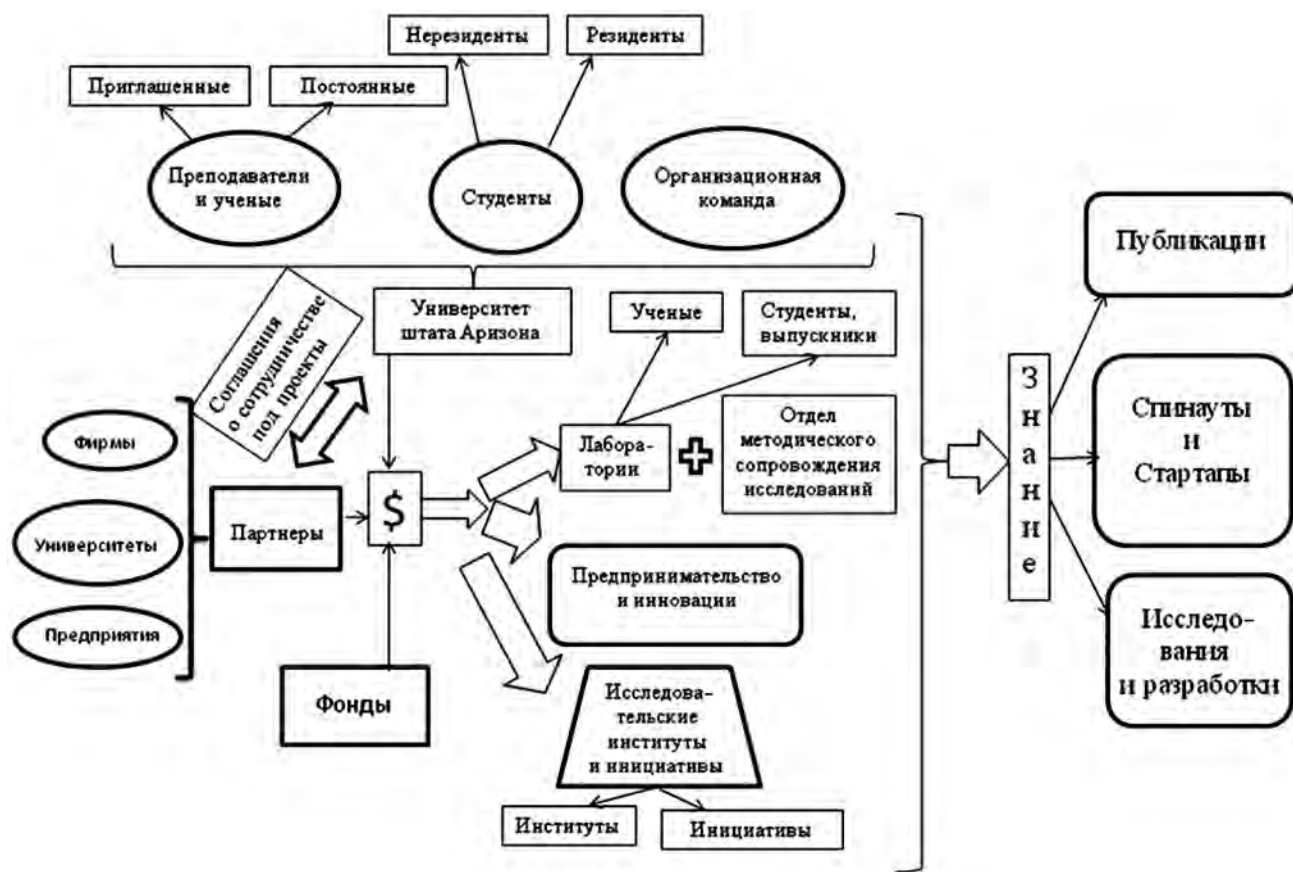 Нерезиденты
Резиденты
Приглашенные
Постоянные
Преподаватели
и ученые
Студенты
Организационная
команда
Соглашения
о сотрудничестве
под проекты
Университет
штата Аризона
Ученые
Студенты,
выпускники
Фирмы
Университеты
Предприятия
Партнеры
$
Фонды
Лабора-
тории
Отдел
методического
сопровождения
исследований
Предпринимательство
и инновации
Исследова-
тельские
институты
и инициативы
Институты
Инициативы
Знание
Публикации
Спинауты
и
Стартапы
Исследо-
вания
и разработки